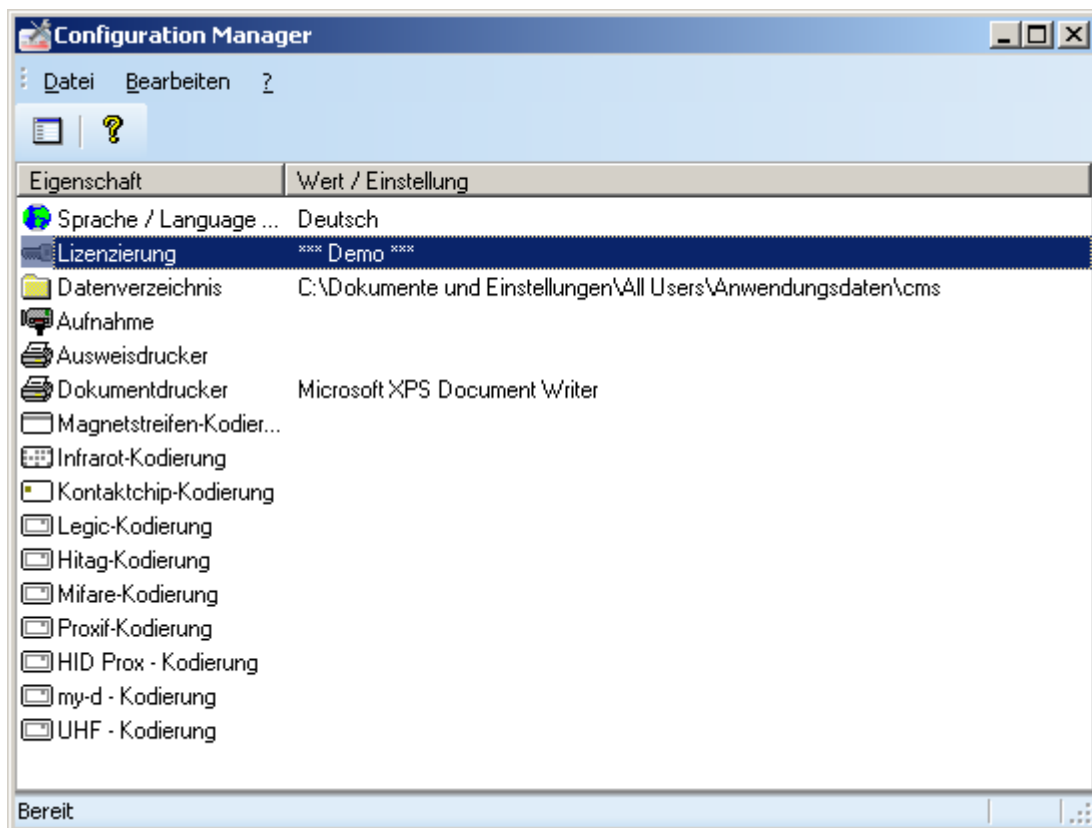 Configuration Manager
Datei Bearbeiten ?
Eigenschaft Wert / Einstellung
Sprache / Language ... Deutsch
Lizenzierung *** Demo ***
Datenverzeichnis C:\Dokumente und Einstellungen\All Users\Anwendungsdaten\cms
Aufnahme
Ausweisdrucker
Dokumentdrucker Microsoft XPS Document Writer
Magnetstreifen-Kodier...
Infrarot-Kodierung
Kontaktchip-Kodierung
Legic-Kodierung
Hitag-Kodierung
Mifare-Kodierung
Proxif-Kodierung
HID Prox - Kodierung
my-d - Kodierung
UHF - Kodierung
Bereit